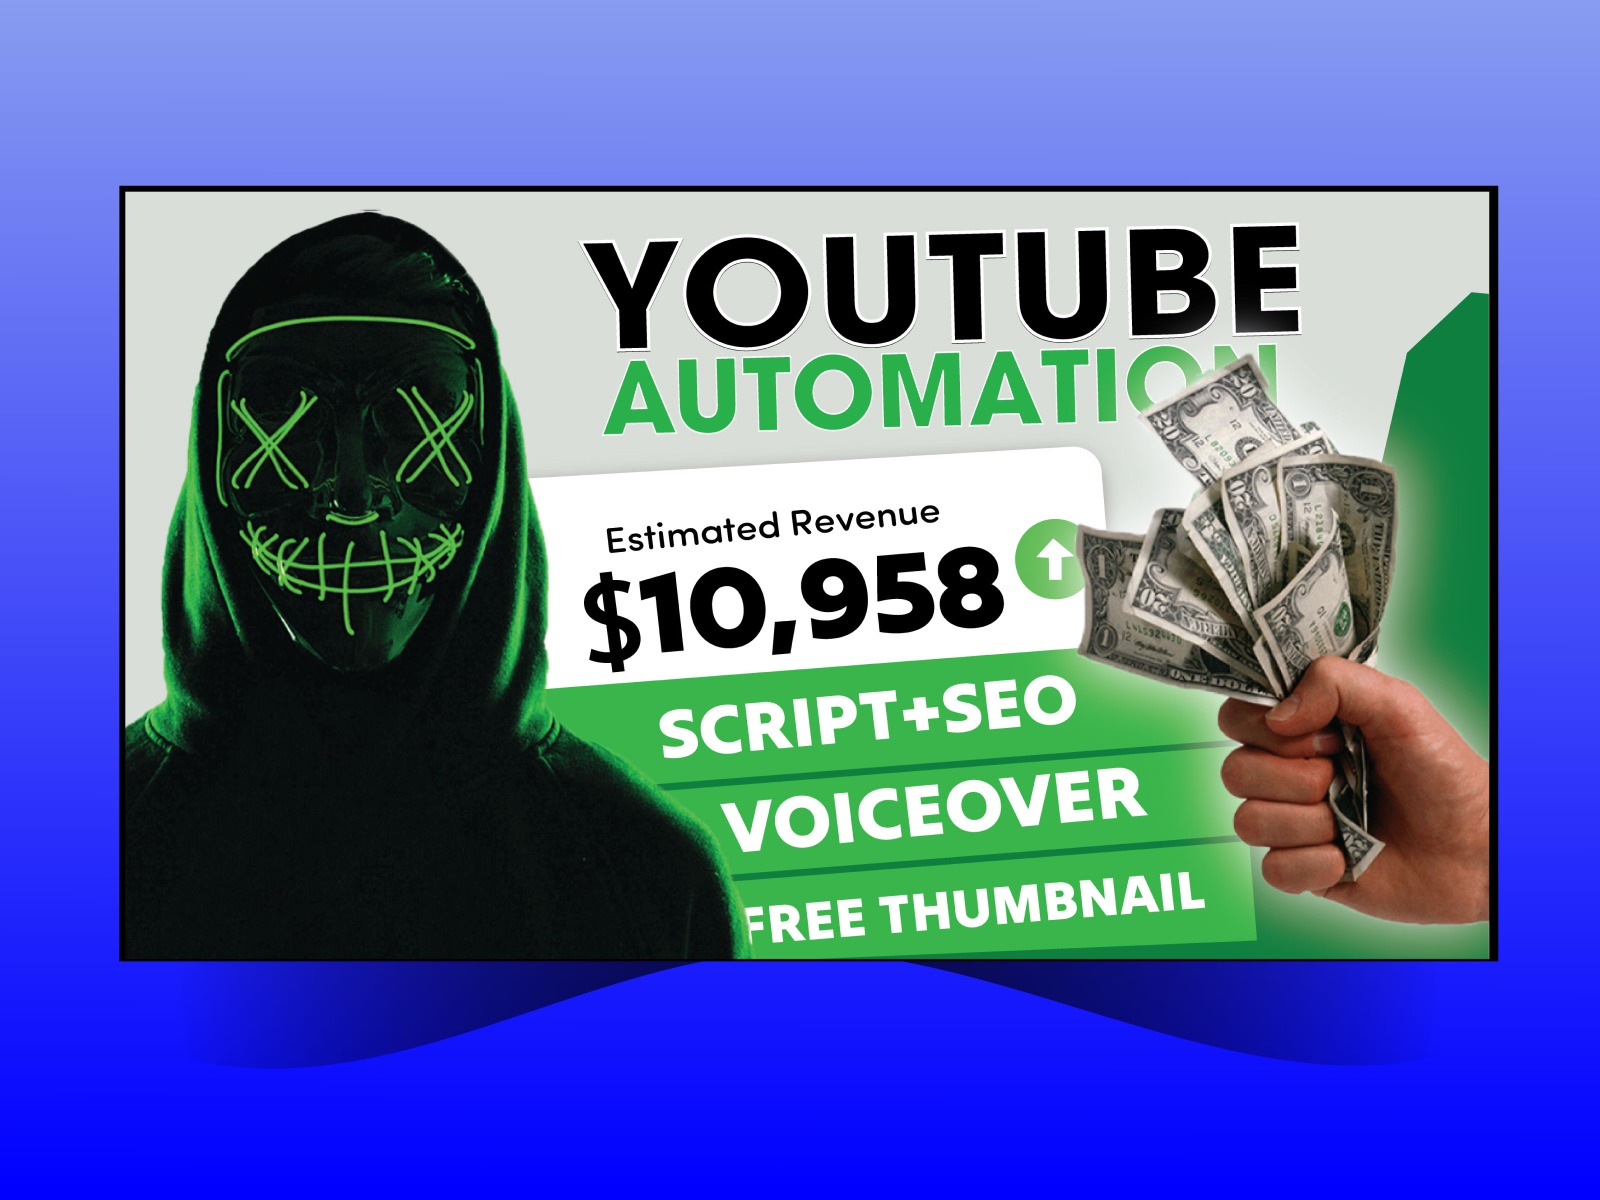 YOUTUBE
AUTOMATION
Estimated Revenue
$10,958
SCRIPT+SEO
VOICEOVER
FREE THUMBNAIL